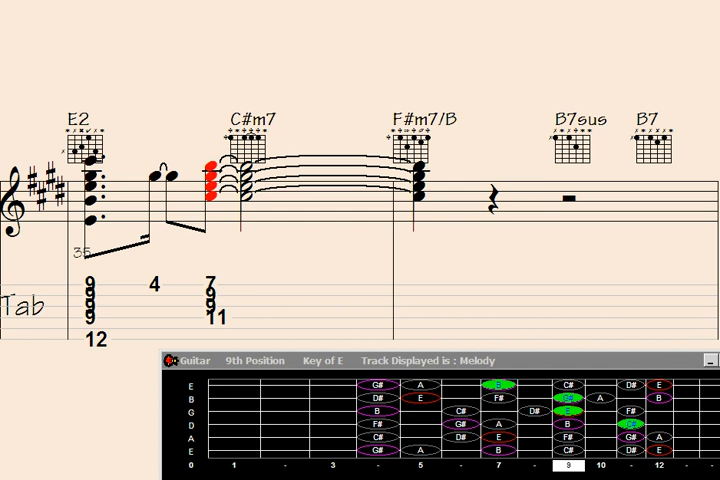 E2 C#m7 F#m7/B B7sus B7
35
9 4 7
9 9
9 9
9 11
12
Tab
Guitar 9th Position Key of E Track Displayed is : Melody
E G# A B C# D# E
B D# E F# G# A B
G B C# D# E F#
D F# G# A B C#
A C# D# E F# G# A
E G# A B C# D# E
0 1 - 3 - 5 - 7 - 9 10 - 12 - -